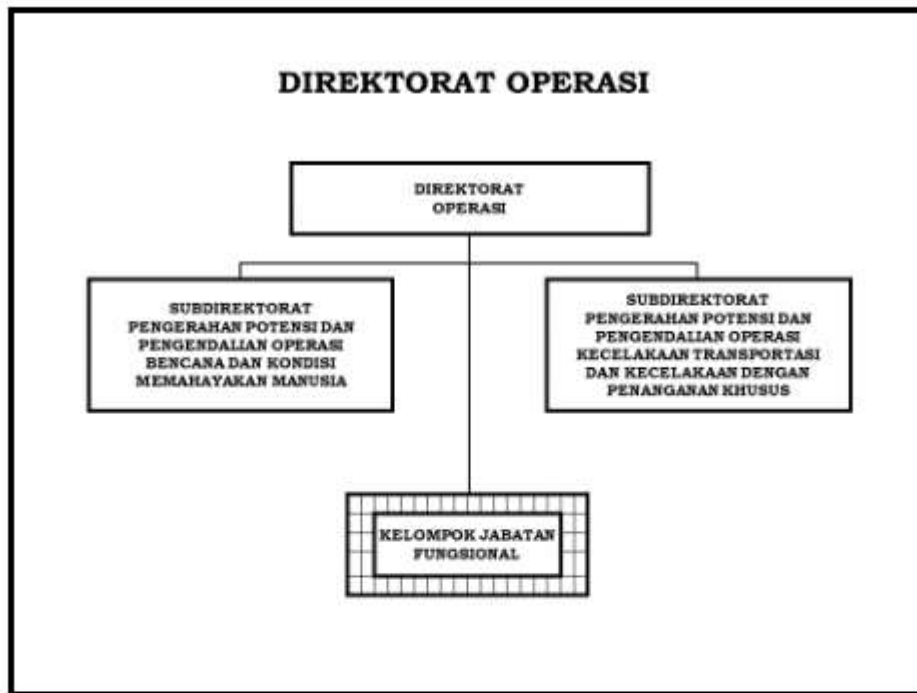 DIREKTORAT OPERASI
DIREKTORAT
OPERASI
SUBDIREKTORAT
PENGERAHAN POTENSI DAN
PENGENDALIAN OPERASI
BENCANA DAN KONDISI
MEMAHAYAKAN MANUSIA
SUBDIREKTORAT
PENGERAHAN POTENSI DAN
PENGENDALIAN OPERASI
KECELAKAAN TRANSPORTASI
DAN KECELAKAAN DENGAN
PENANGANAN KHUSUS
KELOMPOK JABATAN
FUNGSIONAL